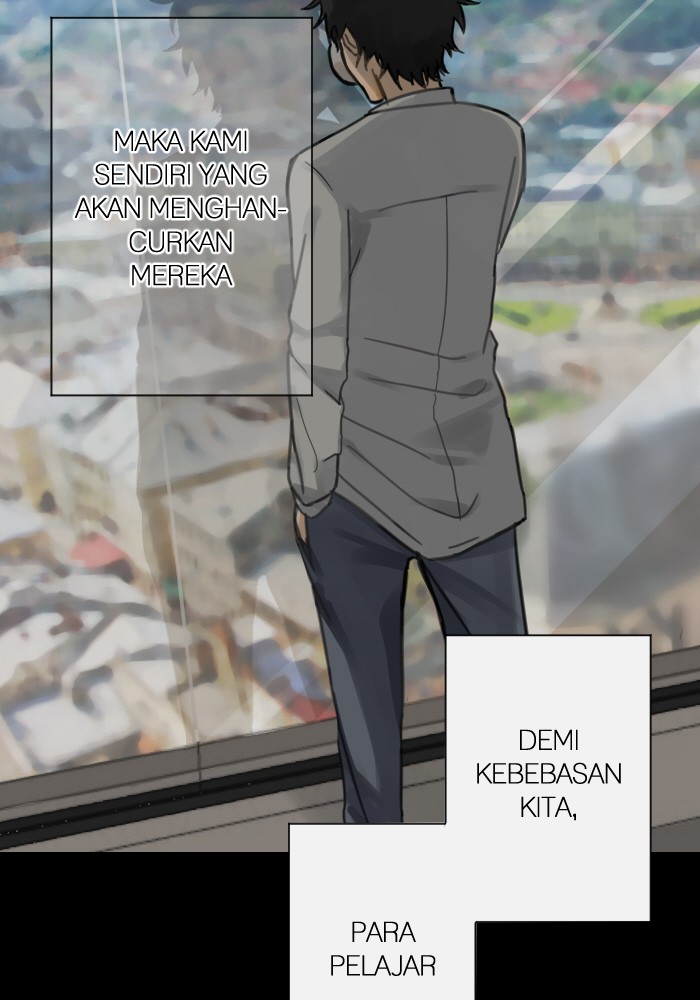 MAKA KAMI
SENDIRI YANG
AKAN MENGHAN-
CURKAN
MEREKA
DEMI
KEBEBASAN
KITA,
PARA
PELAJAR